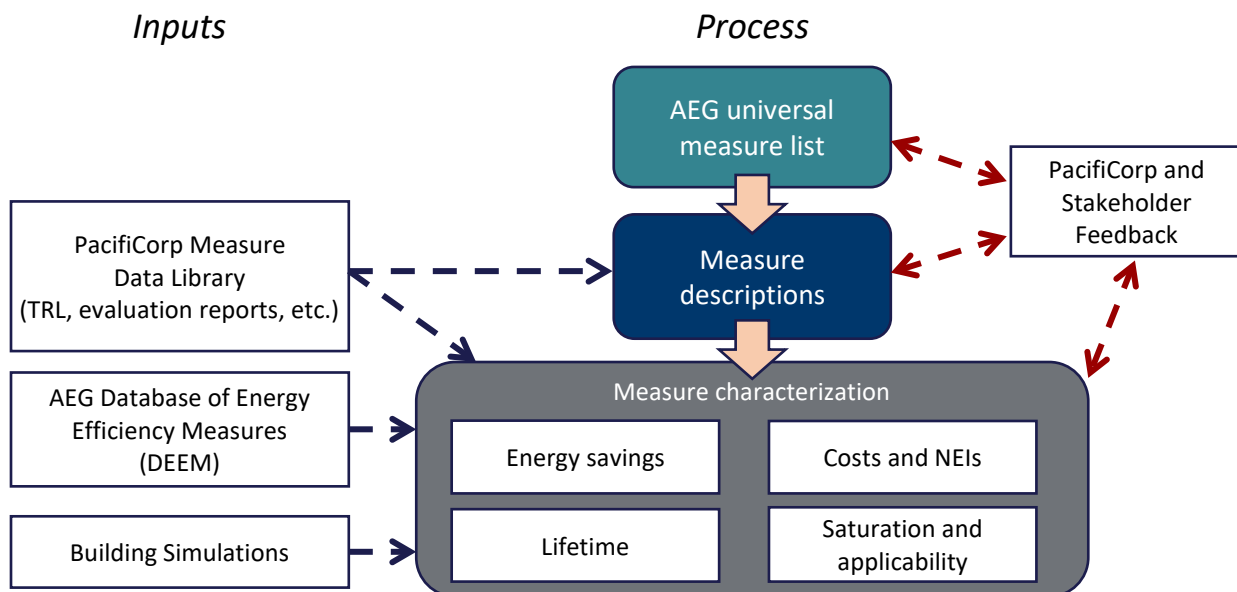 Inputs
Process
AEG universal
measure list
PacifiCorp and
Stakeholder
Feedback
PacifiCorp Measure
Data Library
(TRL, evaluation reports, etc.)
Measure
descriptions
AEG Database of Energy
Efficiency Measures
(DEEM)
Measure characterization
Energy savings
Costs and NEIs
Building Simulations
Lifetime
Saturation and
applicability